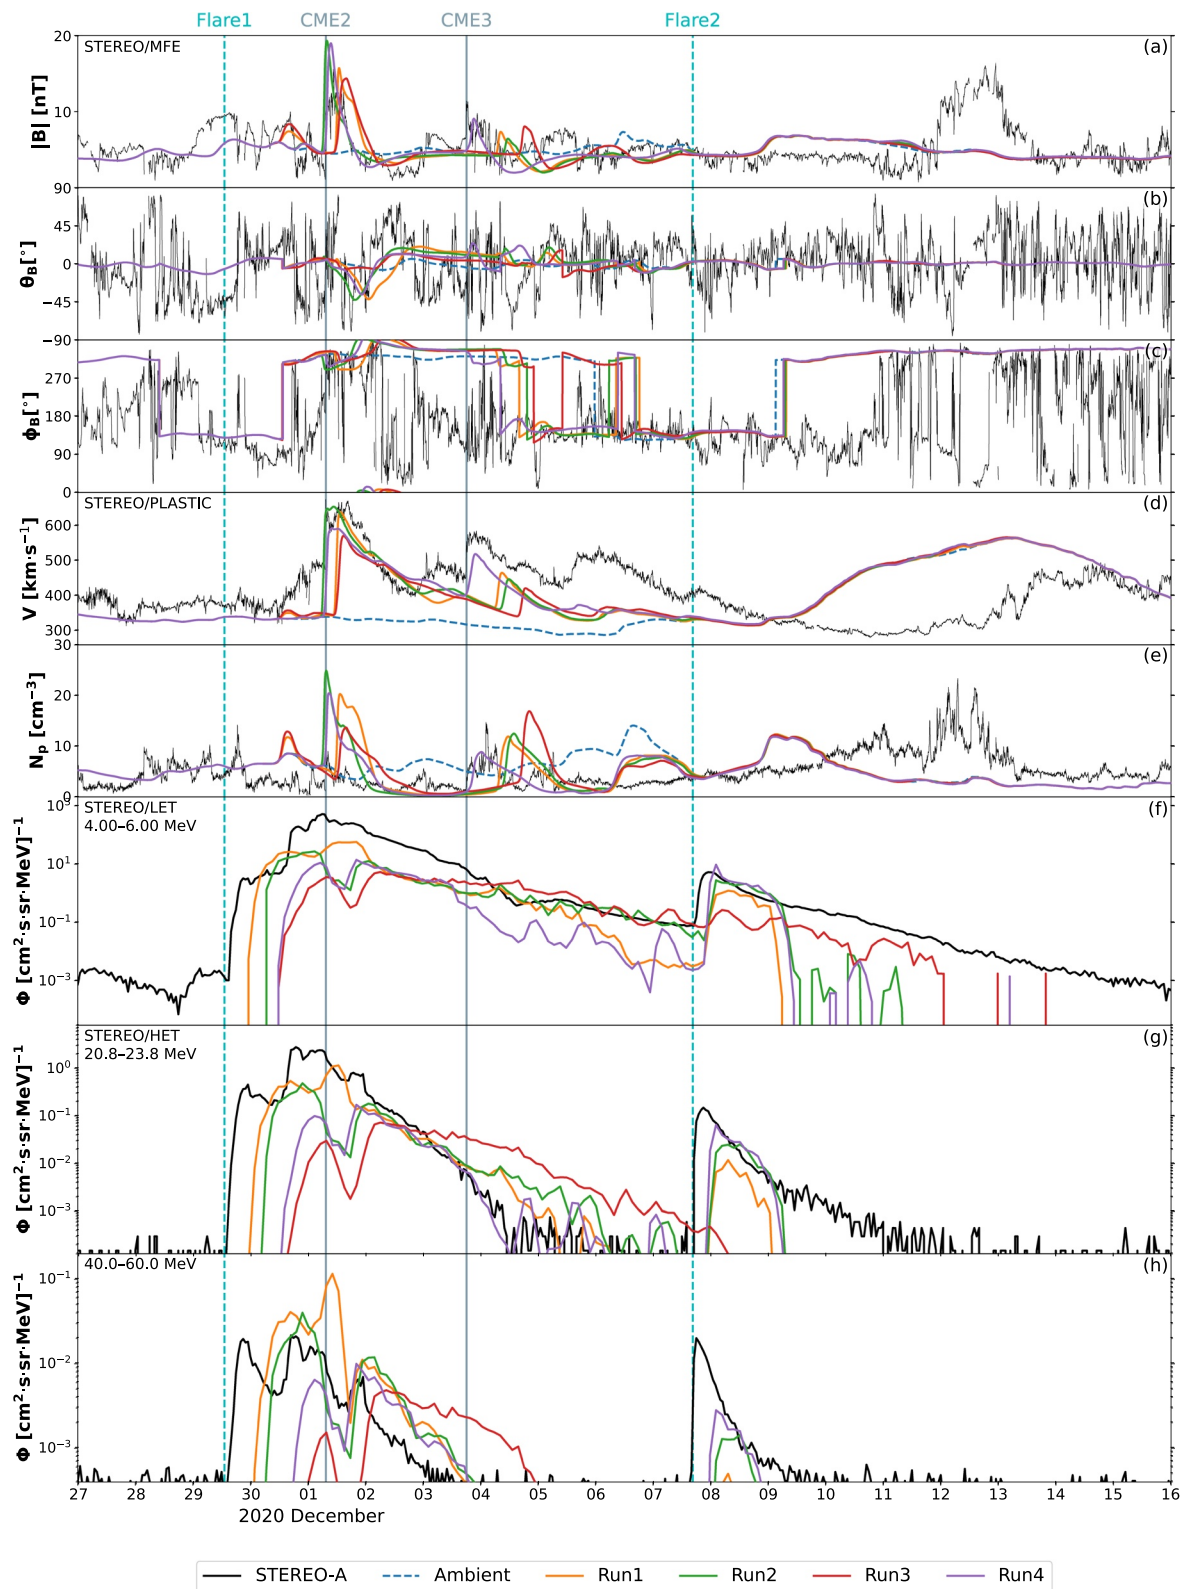 Flare1 CME2 CME3 Flare2
STEREO/MFE (a)
20
10
|B| [nT]
90
(b)
45
0
−45
θB[°]
−90
(c)
270
180
90
0
ΦB[°]
STEREO/PLASTIC (d)
600
500
400
300
V [km·s−1]
30
(e)
20
10
0
Np [cm−3]
10³
STEREO/LET (f)
4.00–6.00 MeV
10¹
10−1
10−3
Φ [cm²·s·sr·MeV]−1
STEREO/HET (g)
20.8–23.8 MeV
10⁰
10−1
10−2
10−3
Φ [cm²·s·sr·MeV]−1
40.0–60.0 MeV (h)
10−1
10−2
10−3
Φ [cm²·s·sr·MeV]−1
27 28 29 30 01 02 03 04 05 06 07 08 09 10 11 12 13 14 15 16
2020 December
STEREO-A Ambient Run1 Run2 Run3 Run4